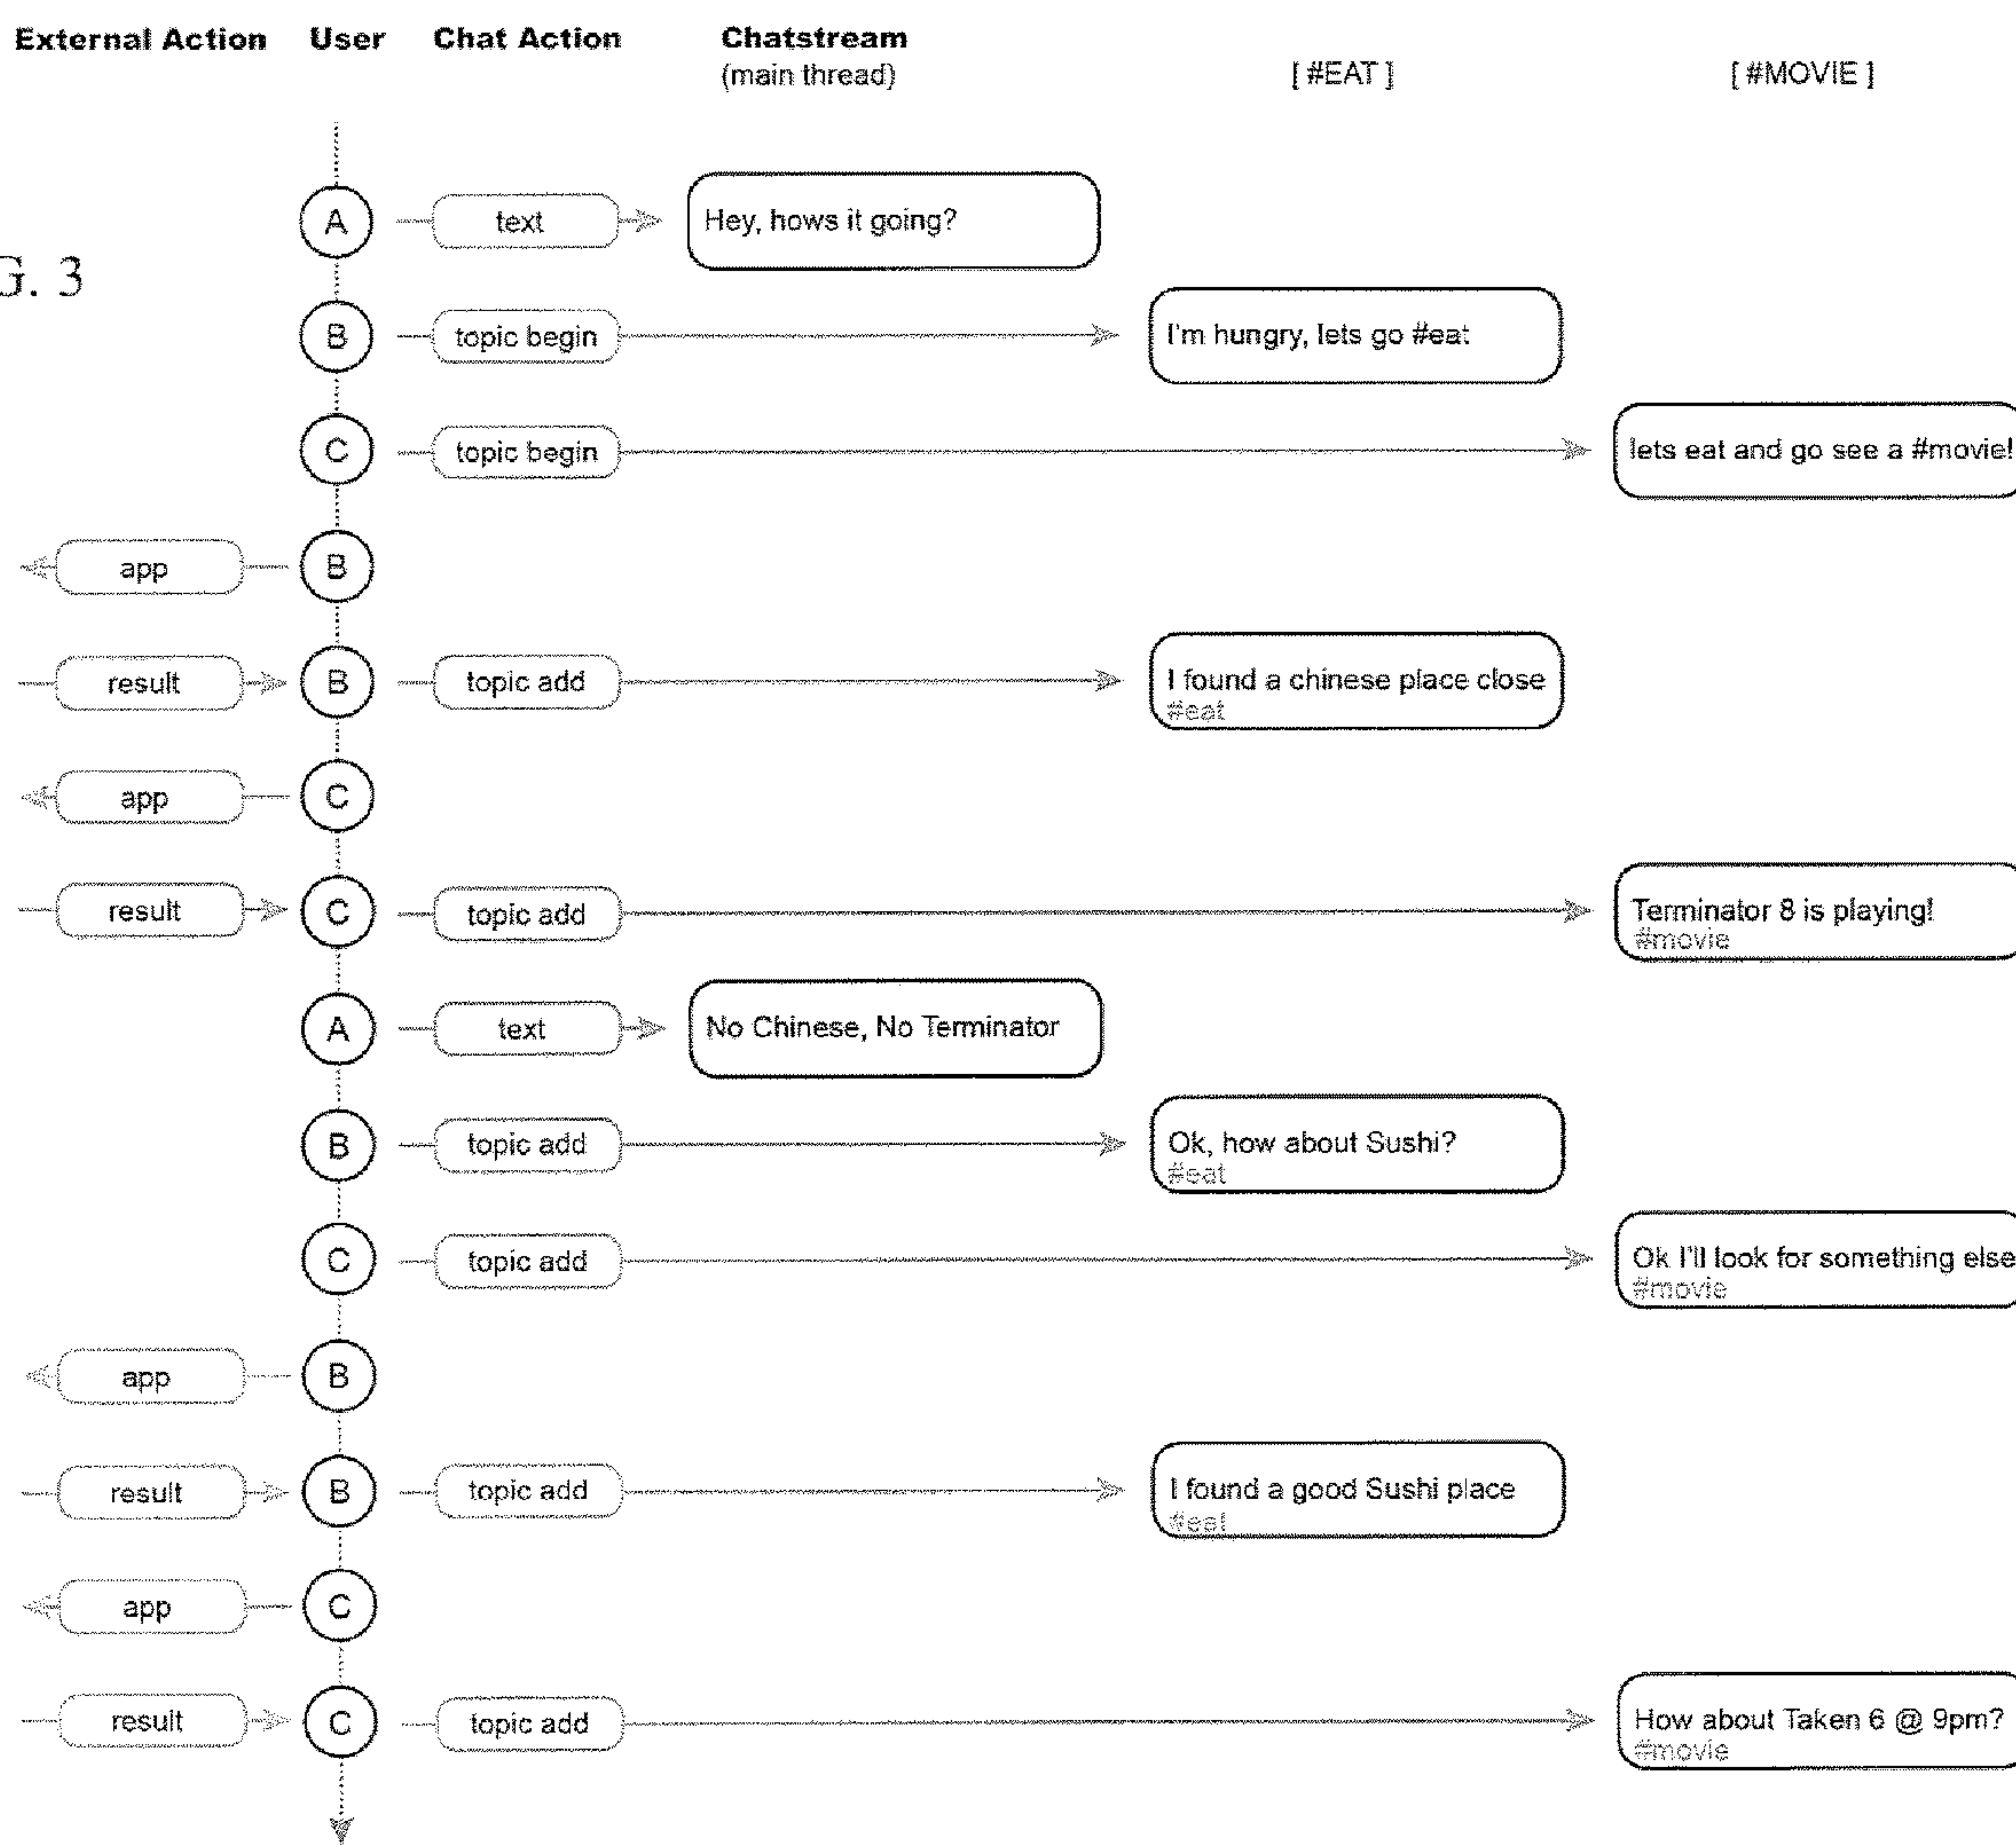 External Action User Chat Action Chatstream
(main thread) [ #EAT ] [ #MOVIE ]
A text Hey, hows it going?
G. 3
B topic begin I'm hungry, lets go #eat
C topic begin lets eat and go see a #movie!
app B
result B topic add I found a chinese place close
#eat
app C
result C topic add Terminator 8 is playing!
#movie
A text No Chinese, No Terminator
B topic add Ok, how about Sushi?
#eat
C topic add Ok I'll look for something else
#movie
app B
result B topic add I found a good Sushi place
#eat
app C
result C topic add How about Taken 6 @ 9pm?
#movie